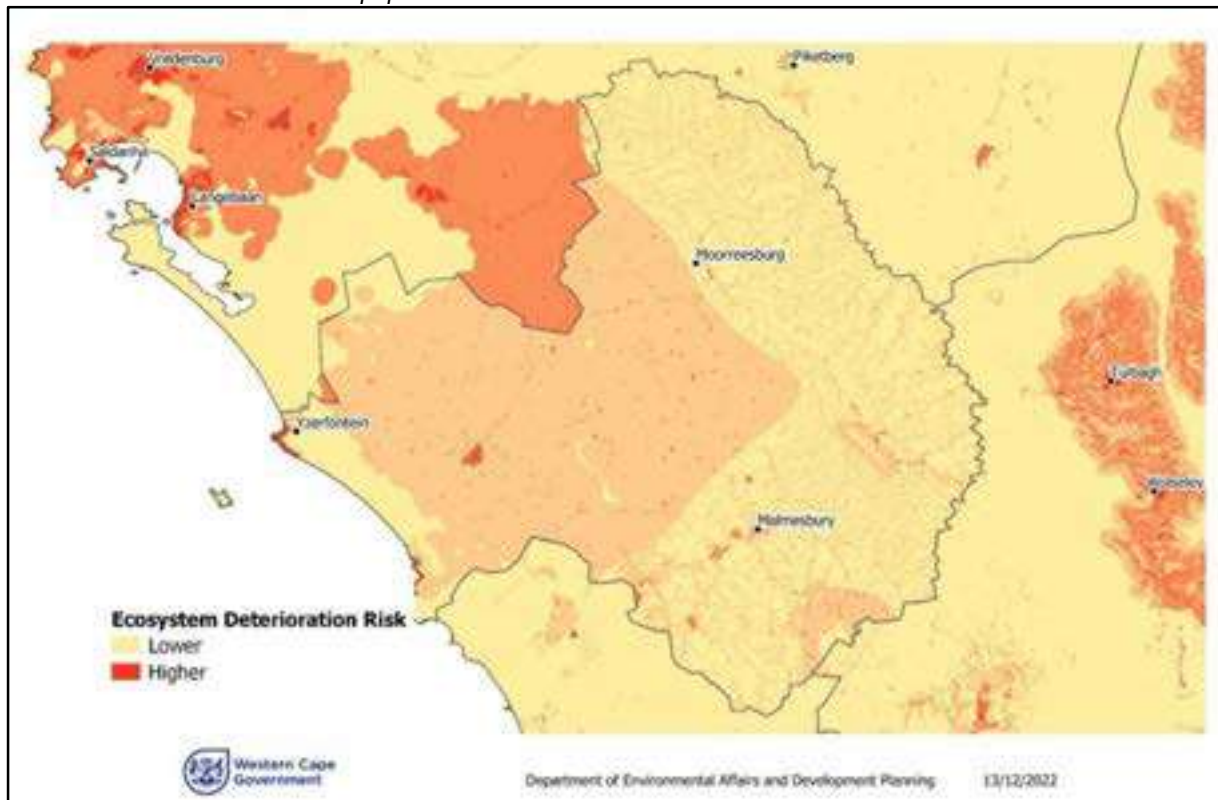 Vredenburg
Piketberg
Saldanha
Langebaan
Moorreesburg
Tulbagh
Yzerfontein
Wolseley
Malmesbury
Ecosystem Deterioration Risk
Lower
Higher
Western Cape
Government
Department of Environmental Affairs and Development Planning 13/12/2022